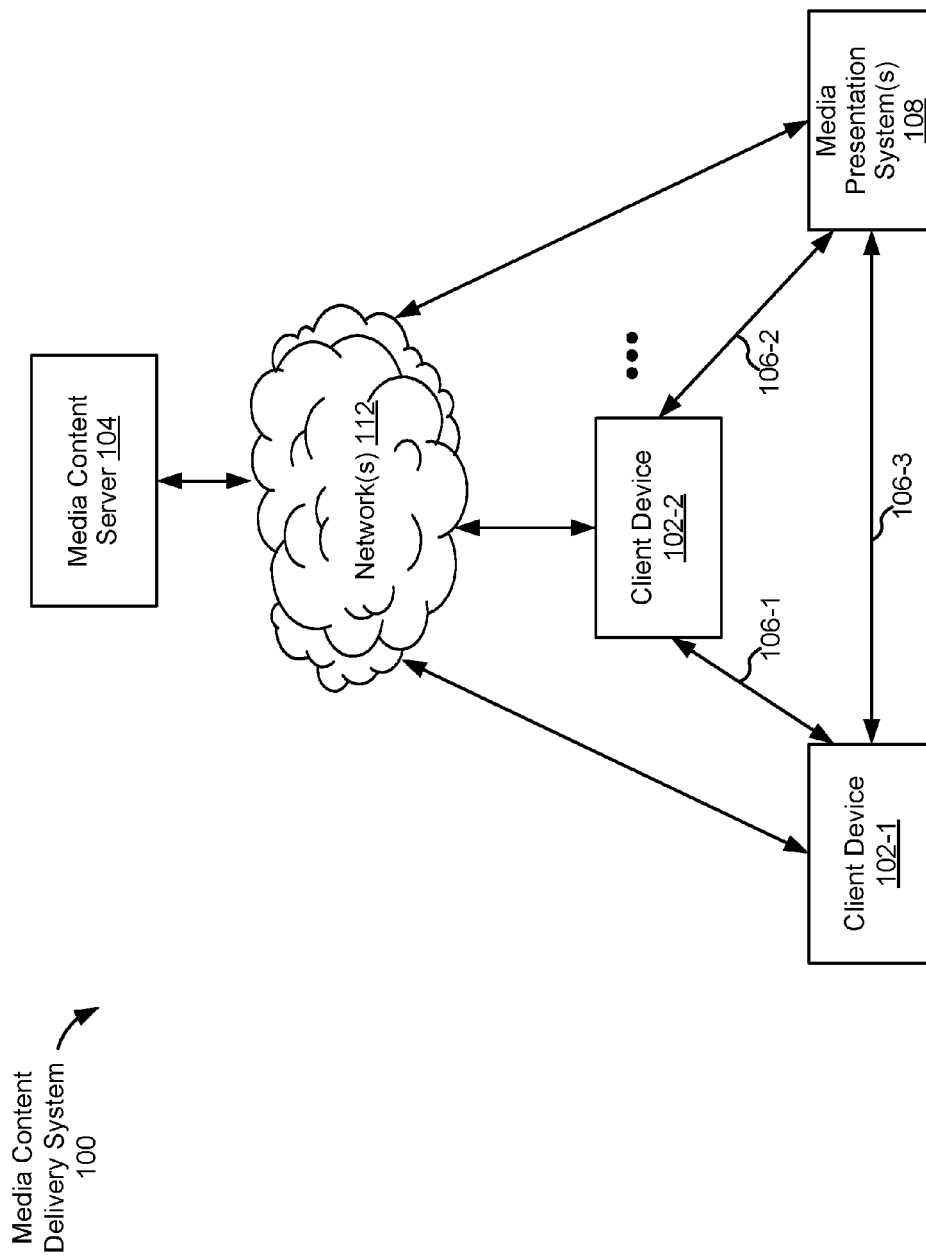 Media Content
Delivery System
100
Media Content
Server 104
Network(s) 112
Client Device
102-2
106-1
106-2
106-3
Client Device
102-1
Media
Presentation
System(s)
108